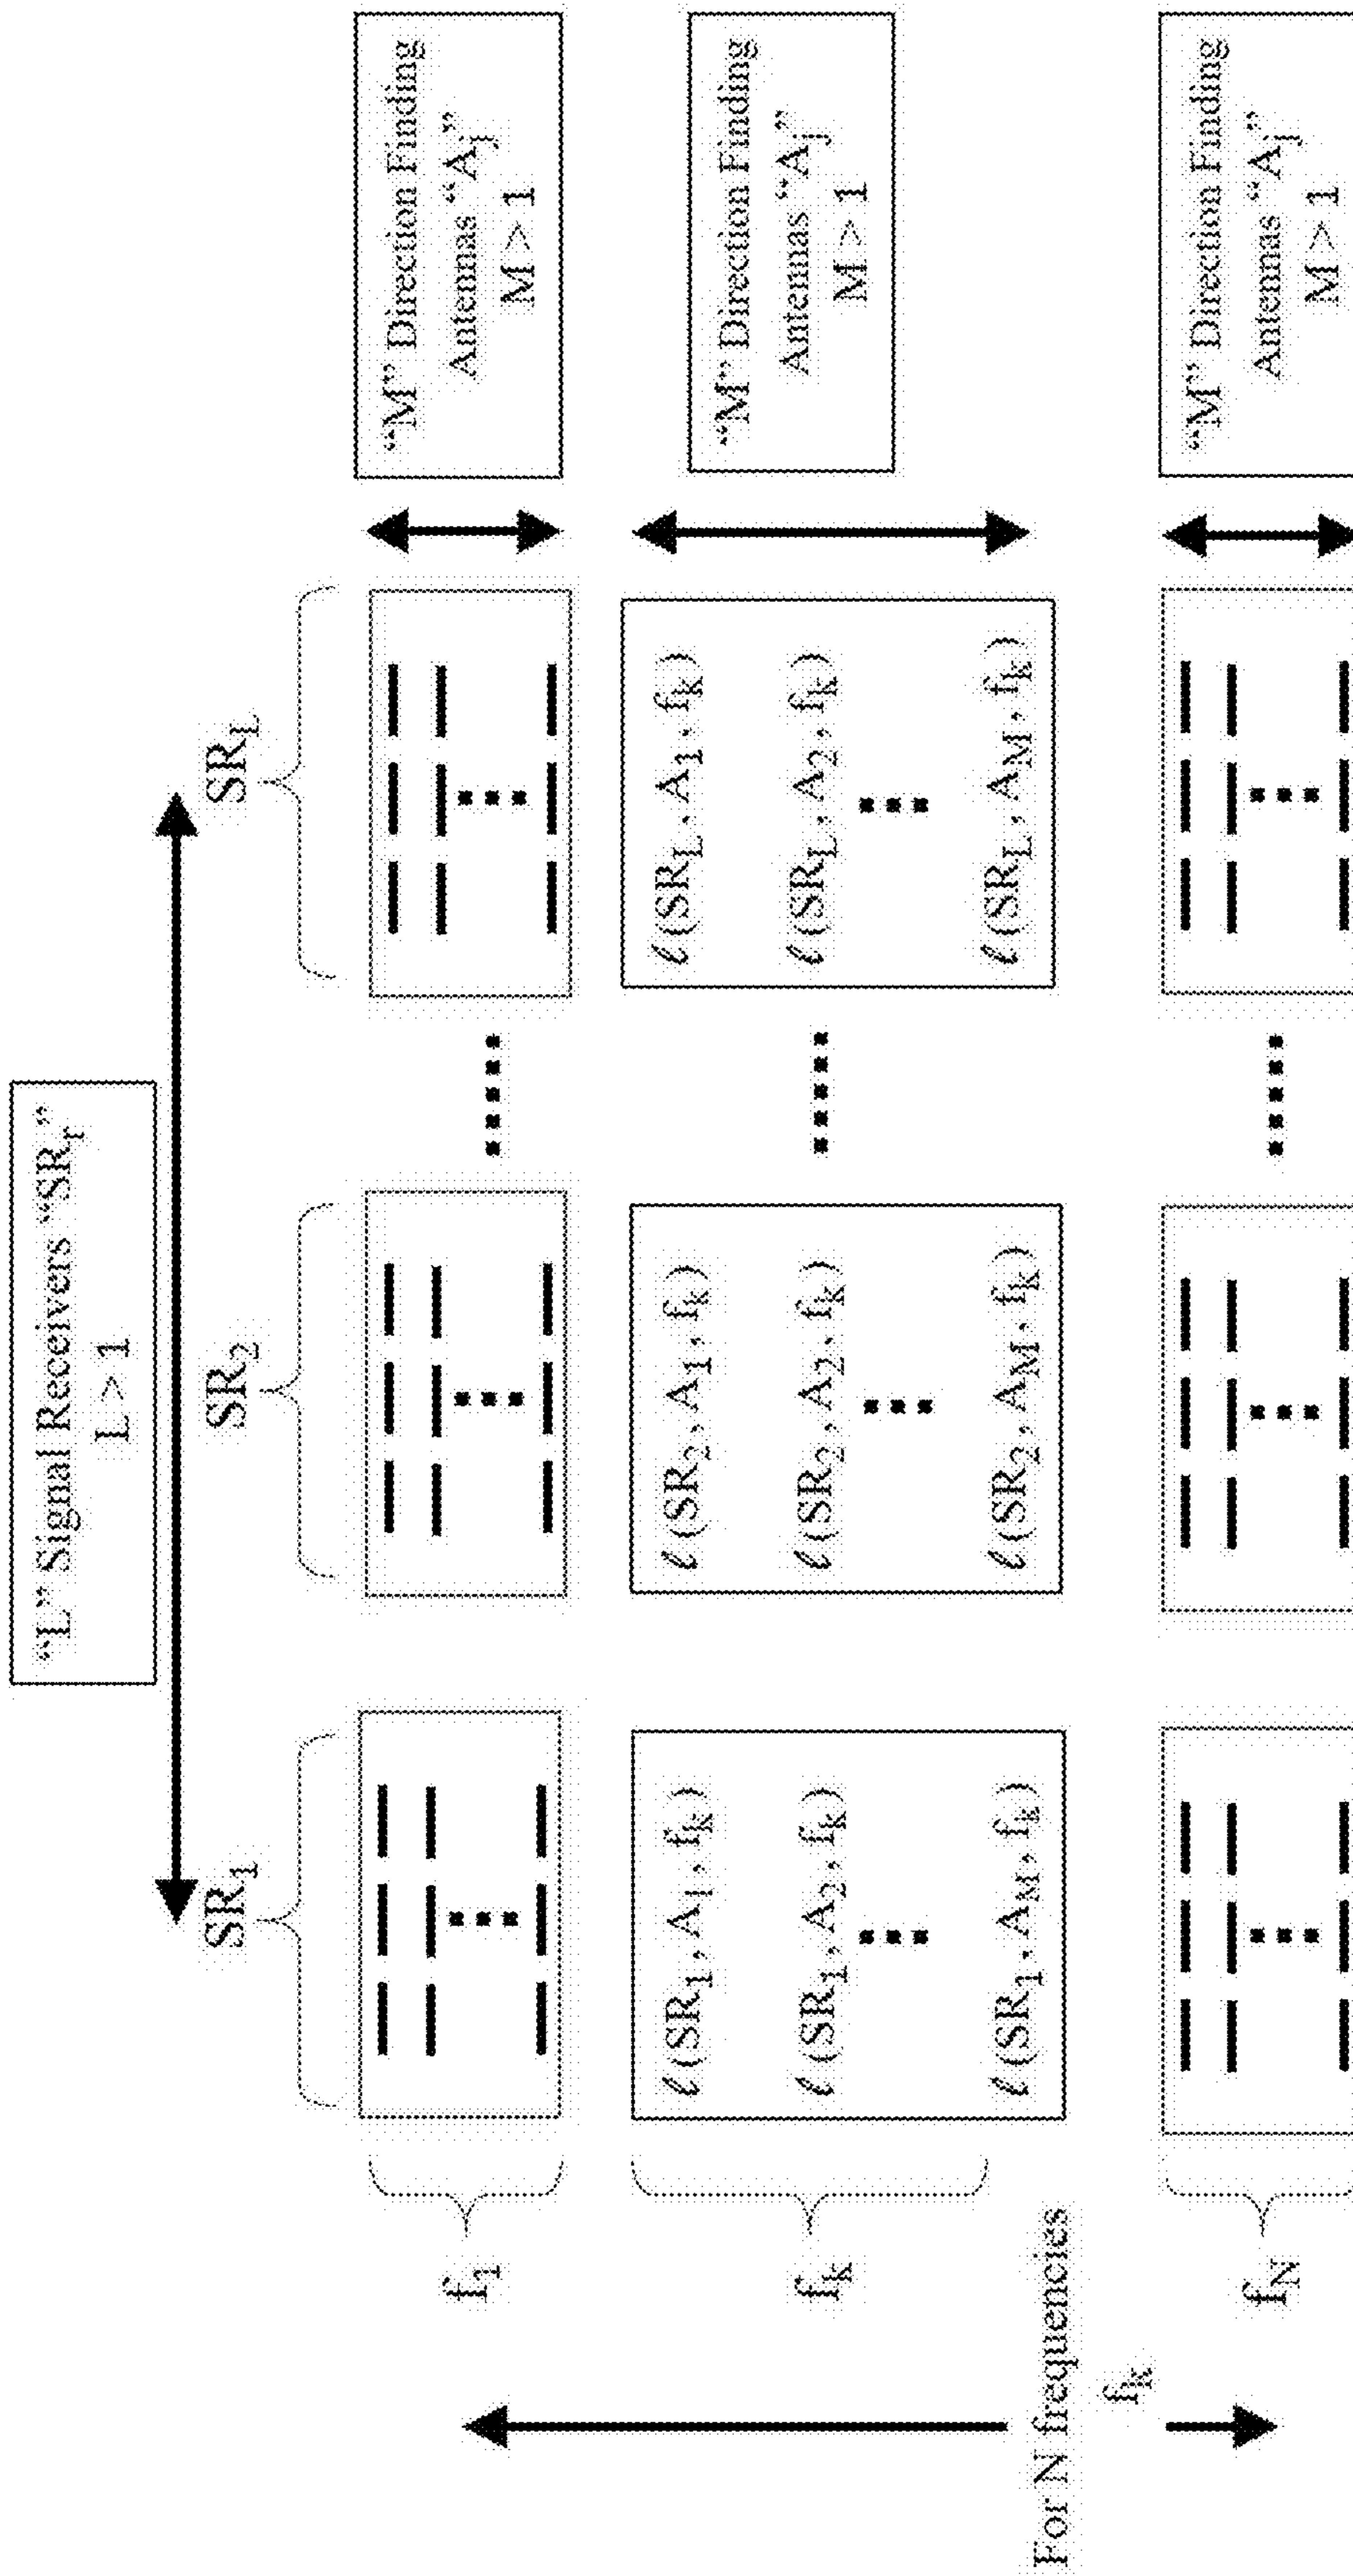 “L” Signal Receivers “SRr”
L > 1
SR1
SR2
SRL
f1
“M” Direction Finding
Antennas “Aj”
M > 1
fk
ℓ (SR1, A1, fk)
ℓ (SR2, A1, fk)
ℓ (SRL, A1, fk)
ℓ (SR1, A2, fk)
ℓ (SR2, A2, fk)
ℓ (SRL, A2, fk)
ℓ (SR1, AM, fk)
ℓ (SR2, AM, fk)
ℓ (SRL, AM, fk)
“M” Direction Finding
Antennas “Aj”
M > 1
For N frequencies
fk
fN
“M” Direction Finding
Antennas “Aj”
M > 1